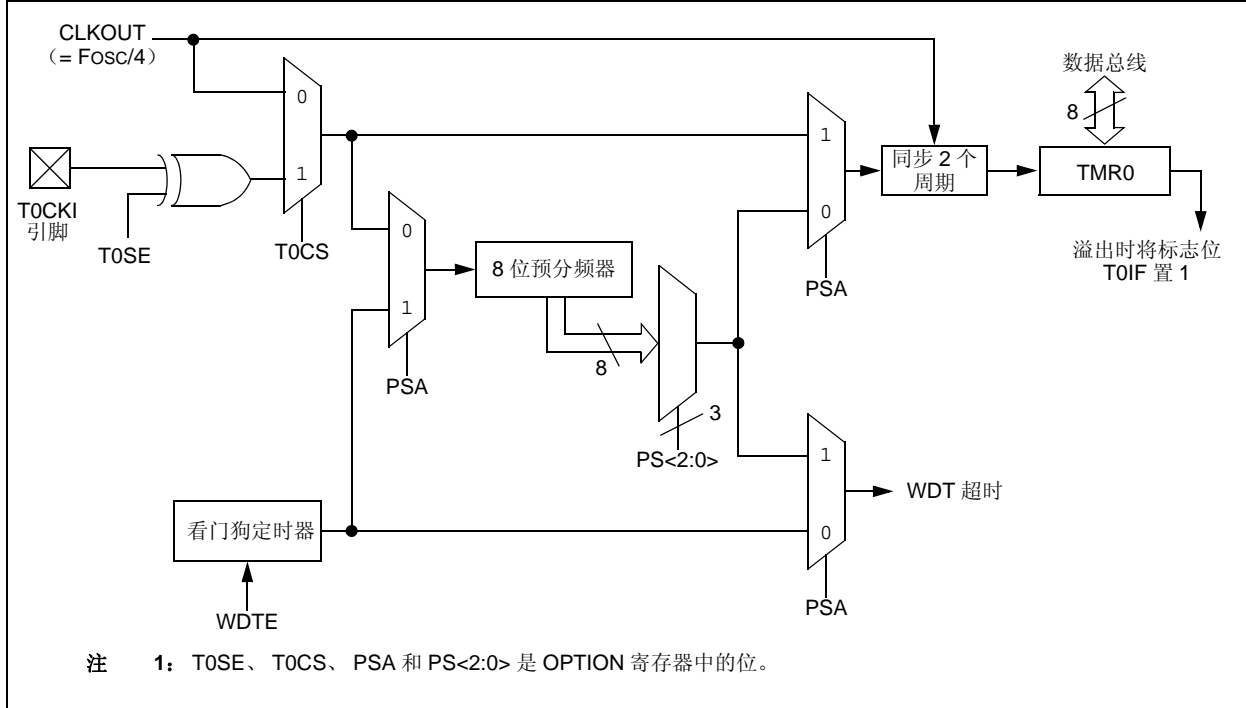 CLKOUT
（= FOSC/4）
0
1
T0CKI
引脚
T0SE
T0CS
0
1
PSA
8 位预分频器
8
3
PS<2:0>
1
0
PSA
同步 2 个
周期
数据总线
8
TMR0
溢出时将标志位
T0IF 置 1
1
0
PSA
WDT 超时
看门狗定时器
WDTE
注 1： T0SE、 T0CS、 PSA 和 PS<2:0> 是 OPTION 寄存器中的位。